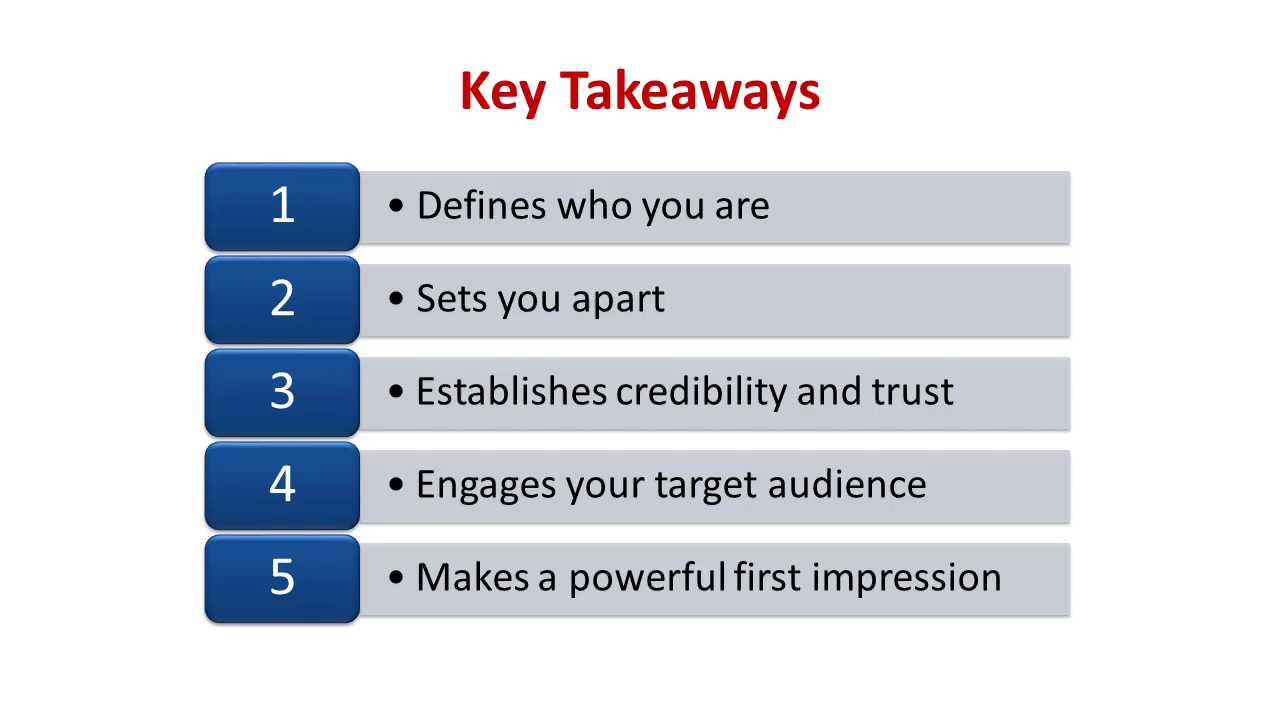 Key Takeaways
1
• Defines who you are
2
• Sets you apart
3
• Establishes credibility and trust
4
• Engages your target audience
5
• Makes a powerful first impression